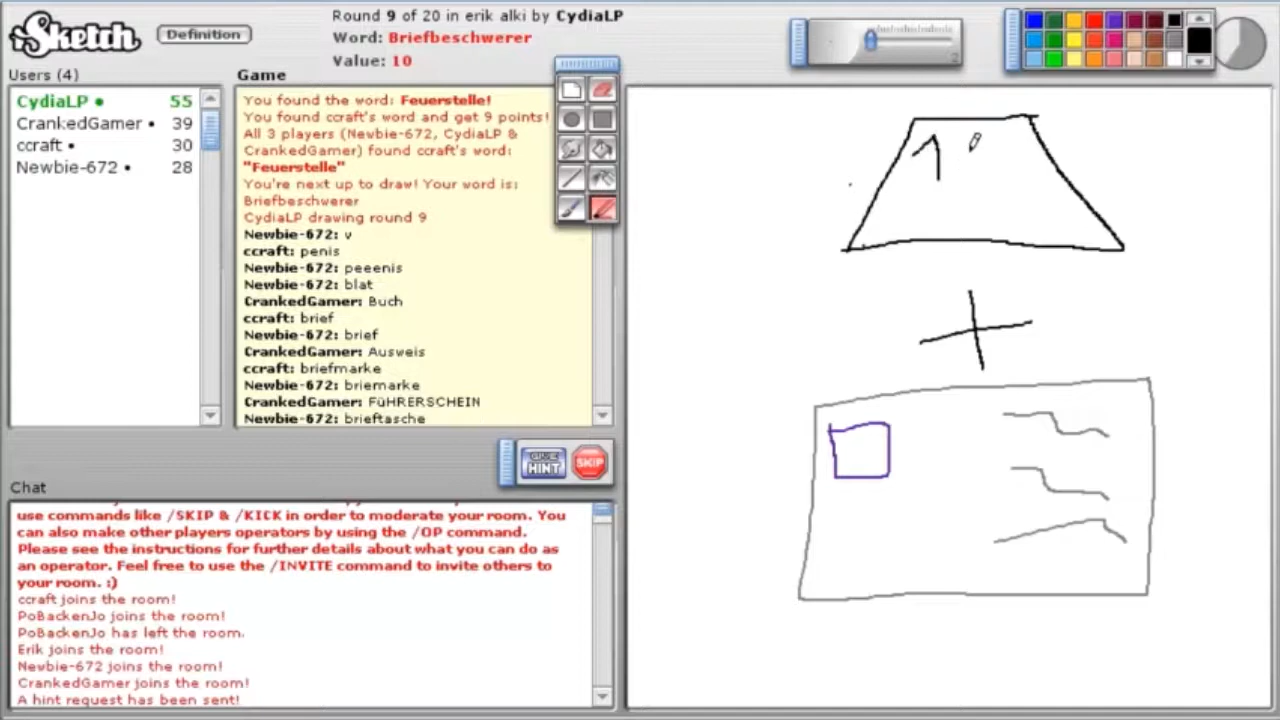 iSketch
Definition
Round 9 of 20 in erik alki by CydiaLP
Word: Briefbeschwerer
Value: 10
Users (4)
CydiaLP • 55
CrankedGamer • 39
ccraft • 30
Newbie-672 • 28
Game
You found the word: Feuerstelle!
You found ccraft's word and get 9 points!
All 3 players (Newbie-672, CydiaLP &
CrankedGamer) found ccraft's word:
"Feuerstelle"
You're next up to draw! Your word is:
Briefbeschwerer
CydiaLP drawing round 9
Newbie-672: v
ccraft: penis
Newbie-672: peeenis
Newbie-672: blat
CrankedGamer: Buch
ccraft: brief
Newbie-672: brief
CrankedGamer: Ausweis
ccraft: briefmarke
Newbie-672: briemarke
CrankedGamer: FüHRERSCHEIN
Newbie-672: brieftasche
HINT
SKIP
2
1
Chat
use commands like /SKIP & /KICK in order to moderate your room. You
can also make other players operators by using the /OP command.
Please see the instructions for further details about what you can do as
an operator. Feel free to use the /INVITE command to invite others to
your room. :)
ccraft joins the room!
PoBackenJo joins the room!
PoBackenJo has left the room.
Erik joins the room!
Newbie-672 joins the room!
CrankedGamer joins the room!
A hint request has been sent!